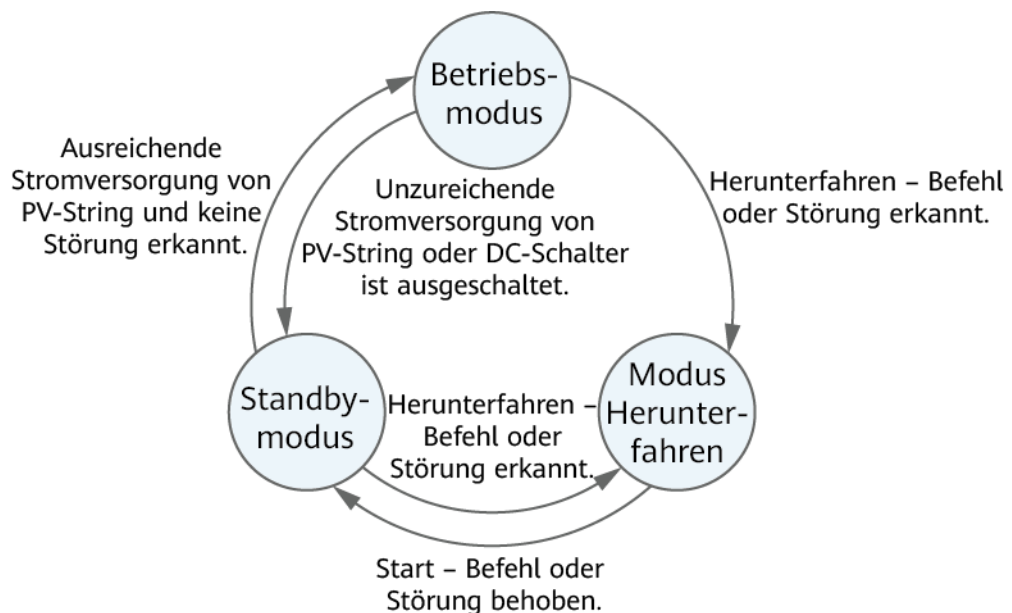 Betriebs-
modus
Ausreichende
Stromversorgung von
PV-String und keine
Störung erkannt.
Unzureichende
Stromversorgung von
PV-String oder DC-Schalter
ist ausgeschaltet.
Herunterfahren – Befehl
oder Störung erkannt.
Standby-
modus
Herunterfahren –
Befehl oder
Störung erkannt.
Modus
Herunter-
fahren
Start – Befehl oder
Störung behoben.